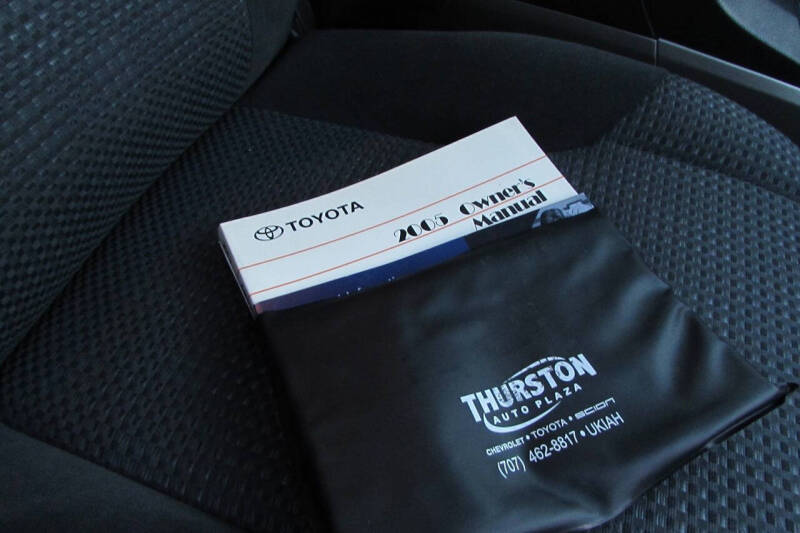 TOYOTA
2005 Owner's
Manual
THURSTON
AUTO PLAZA
CHEVROLET • TOYOTA • SCION
(707) 462-8817 • UKIAH